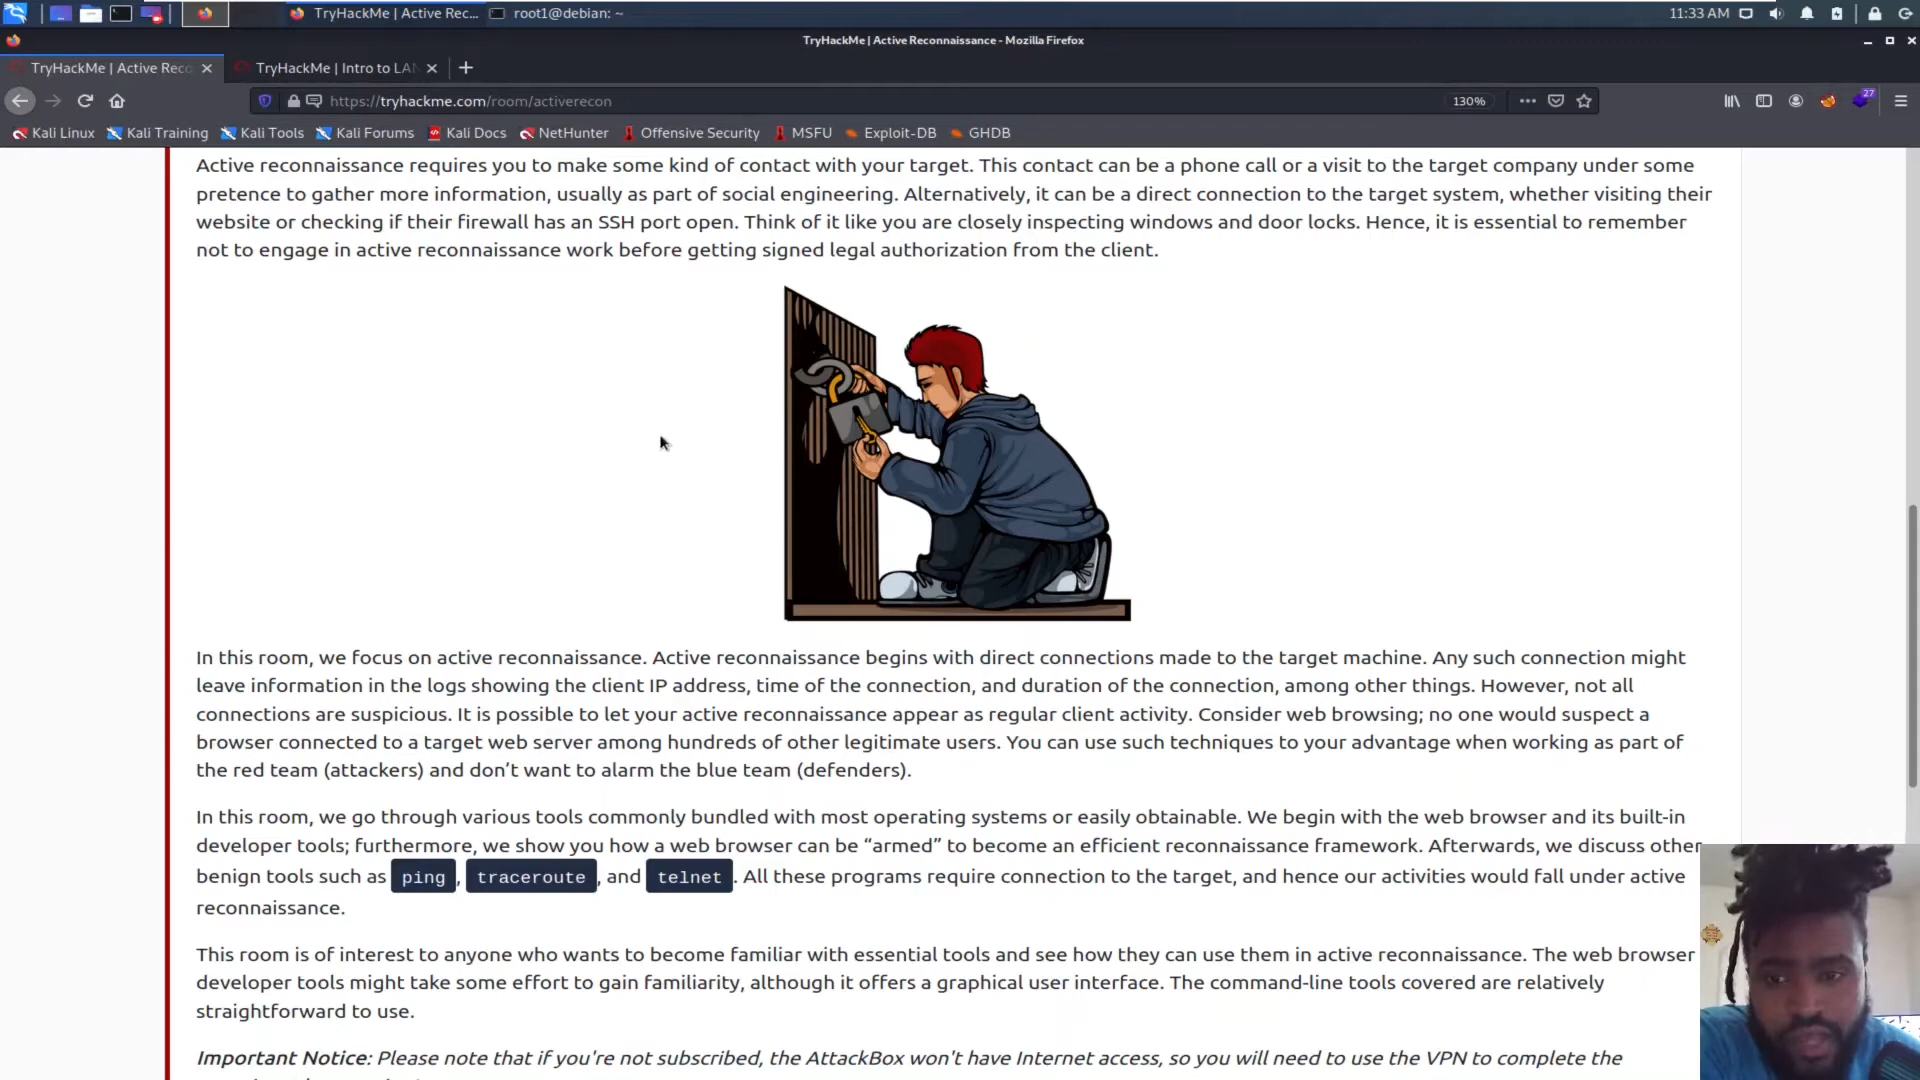 TryHackMe | Active Rec...
root1@debian: ~
11:33 AM
TryHackMe | Active Reconnaissance - Mozilla Firefox
TryHackMe | Active Reco
TryHackMe | Intro to LAN
https://tryhackme.com/room/activerecon
130%
27
Kali Linux
Kali Training
Kali Tools
Kali Forums
Kali Docs
NetHunter
Offensive Security
MSFU
Exploit-DB
GHDB
Active reconnaissance requires you to make some kind of contact with your target. This contact can be a phone call or a visit to the target company under some
pretence to gather more information, usually as part of social engineering. Alternatively, it can be a direct connection to the target system, whether visiting their
website or checking if their firewall has an SSH port open. Think of it like you are closely inspecting windows and door locks. Hence, it is essential to remember
not to engage in active reconnaissance work before getting signed legal authorization from the client.
In this room, we focus on active reconnaissance. Active reconnaissance begins with direct connections made to the target machine. Any such connection might
leave information in the logs showing the client IP address, time of the connection, and duration of the connection, among other things. However, not all
connections are suspicious. It is possible to let your active reconnaissance appear as regular client activity. Consider web browsing; no one would suspect a
browser connected to a target web server among hundreds of other legitimate users. You can use such techniques to your advantage when working as part of
the red team (attackers) and don’t want to alarm the blue team (defenders).
In this room, we go through various tools commonly bundled with most operating systems or easily obtainable. We begin with the web browser and its built-in
developer tools; furthermore, we show you how a web browser can be “armed” to become an efficient reconnaissance framework. Afterwards, we discuss other
benign tools such as ping, traceroute, and telnet. All these programs require connection to the target, and hence our activities would fall under active
reconnaissance.
This room is of interest to anyone who wants to become familiar with essential tools and see how they can use them in active reconnaissance. The web browser
developer tools might take some effort to gain familiarity, although it offers a graphical user interface. The command-line tools covered are relatively
straightforward to use.
Important Notice: Please note that if you're not subscribed, the AttackBox won't have Internet access, so you will need to use the VPN to complete the